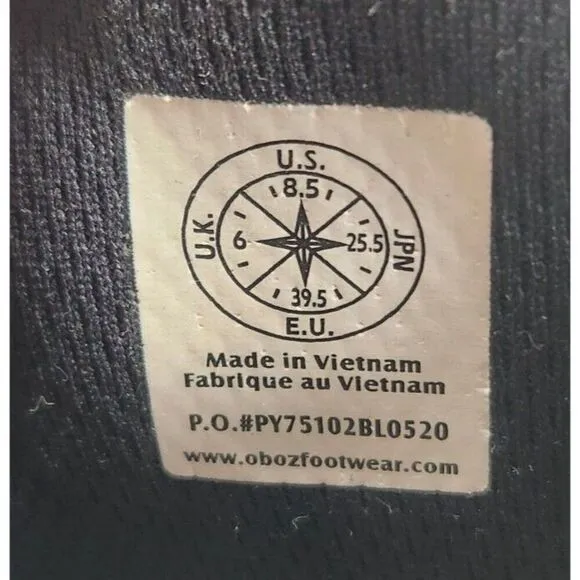 U.S.
8.5
U.K.
6
25.5
JPN
39.5
E.U.
Made in Vietnam
Fabrique au Vietnam
P.O.#PY75102BL0520
www.obozfootwear.com